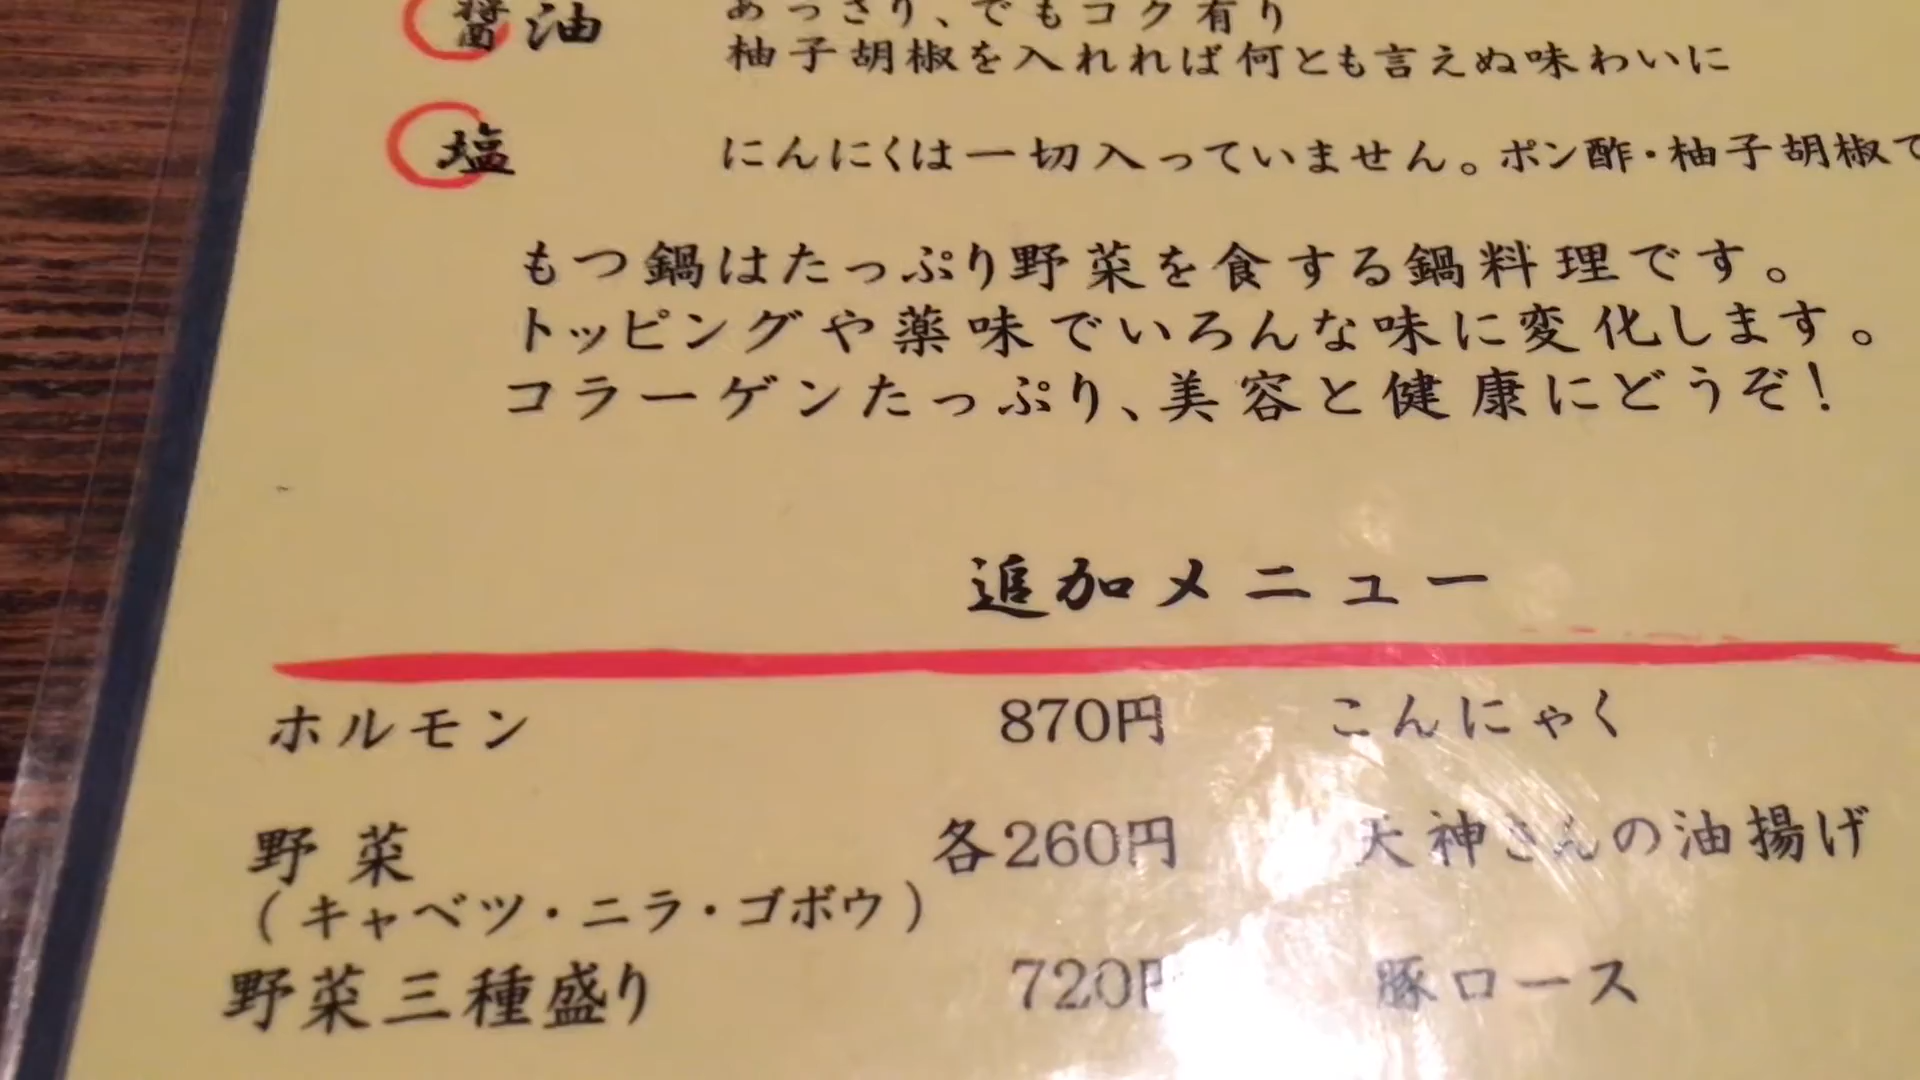 醤油 あっさり、でもコク有り
柚子胡椒を入れれば何とも言えぬ味わいに
塩 にんにくは一切入っていません。ポン酢・柚子胡椒で
もつ鍋はたっぷり野菜を食する鍋料理です。
トッピングや薬味でいろんな味に変化します。
コラーゲンたっぷり、美容と健康にどうぞ!
追加メニュー
ホルモン 870円 こんにゃく
野菜 各260円 天神さんの油揚げ
(キャベツ・ニラ・ゴボウ)
野菜三種盛り 720円 豚ロース